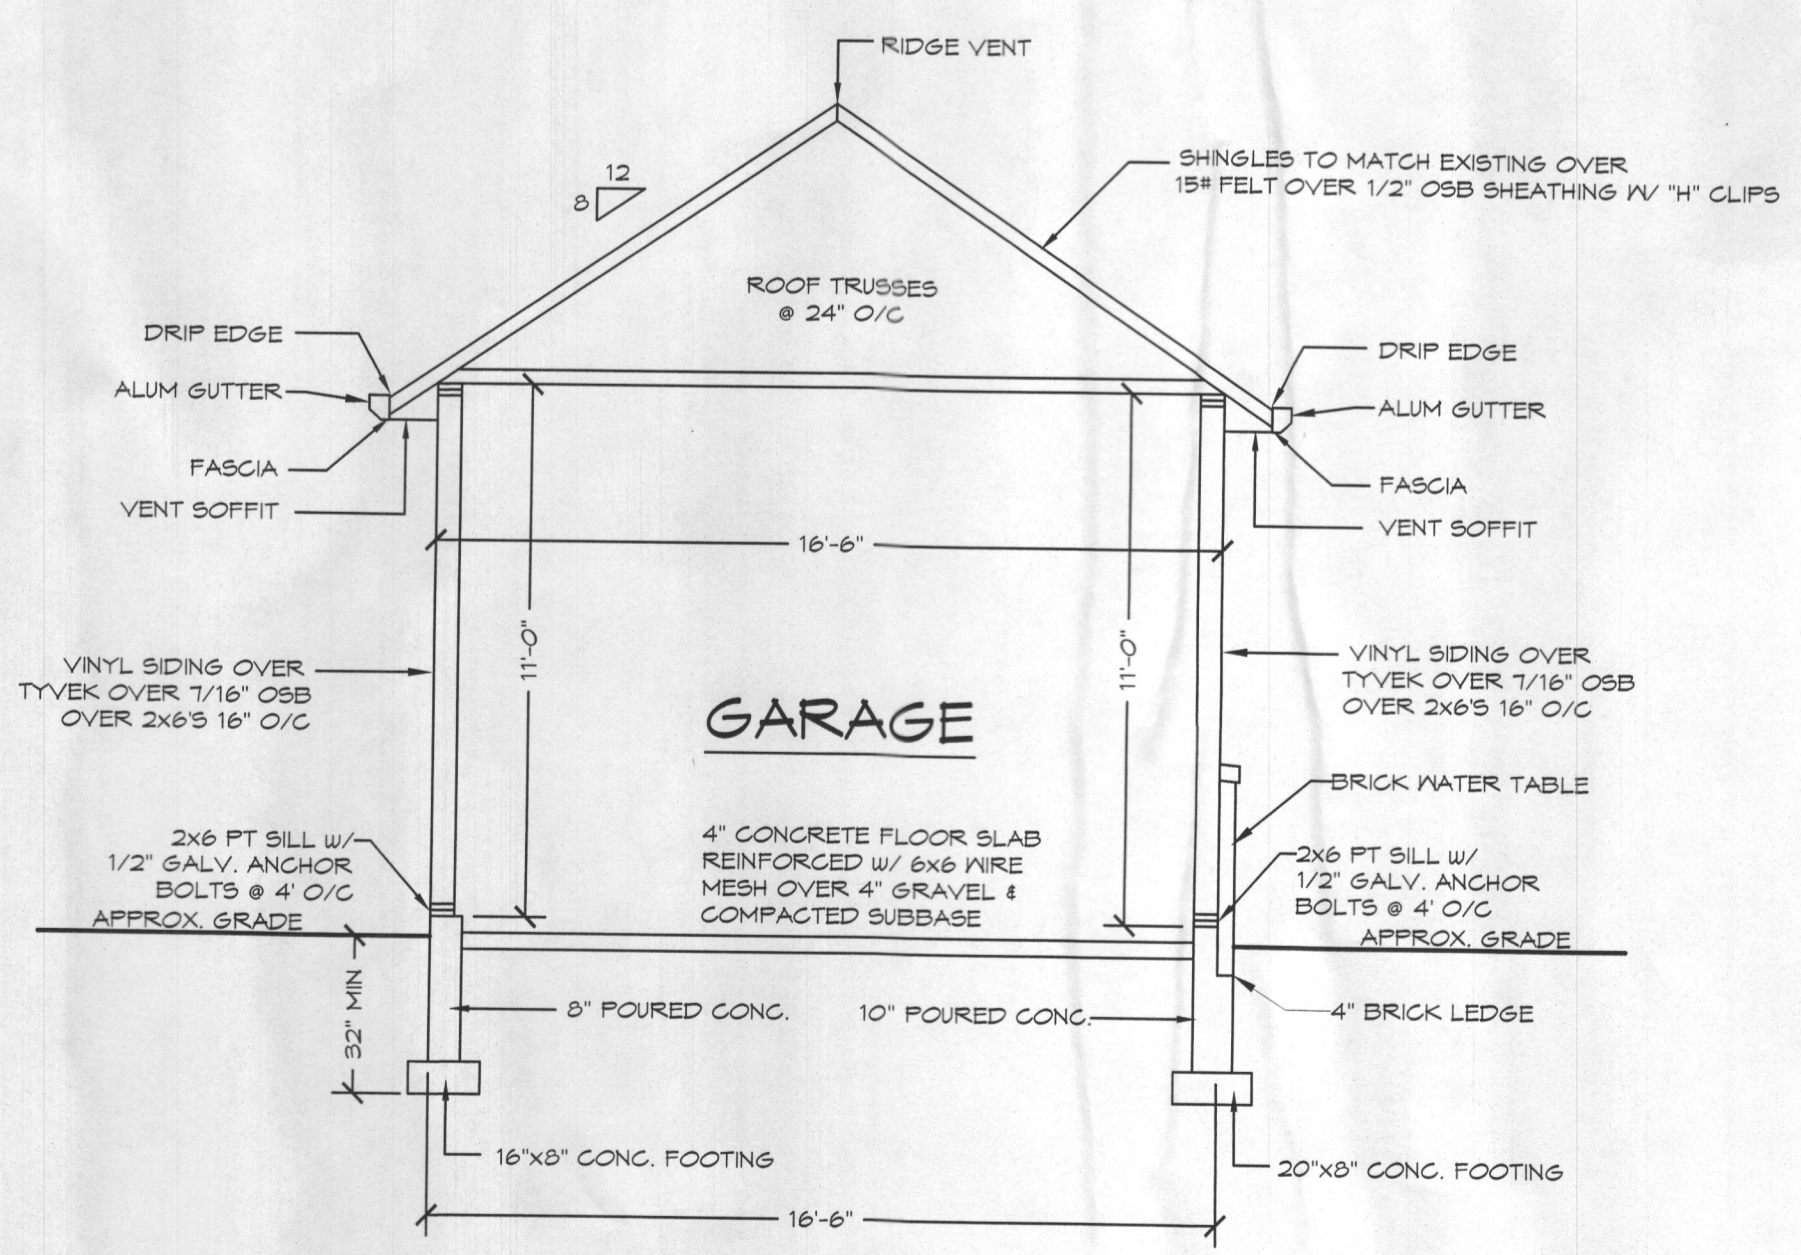 RIDGE VENT
12
8
SHINGLES TO MATCH EXISTING OVER
15# FELT OVER 1/2" OSB SHEATHING W/ "H" CLIPS
ROOF TRUSSES
@ 24" O/C
DRIP EDGE
ALUM GUTTER
FASCIA
VENT SOFFIT
DRIP EDGE
ALUM GUTTER
FASCIA
VENT SOFFIT
16'-6"
11'-0"
11'-0"
VINYL SIDING OVER
TYVEK OVER 7/16" OSB
OVER 2x6'S 16" O/C
GARAGE
VINYL SIDING OVER
TYVEK OVER 7/16" OSB
OVER 2x6'S 16" O/C
BRICK WATER TABLE
2x6 PT SILL W/
1/2" GALV. ANCHOR
BOLTS @ 4' O/C
APPROX. GRADE
4" CONCRETE FLOOR SLAB
REINFORCED W/ 6x6 WIRE
MESH OVER 4" GRAVEL &
COMPACTED SUBBASE
2x6 PT SILL W/
1/2" GALV. ANCHOR
BOLTS @ 4' O/C
APPROX. GRADE
32" MIN
8" POURED CONC.
10" POURED CONC.
4" BRICK LEDGE
16"x8" CONC. FOOTING
20"x8" CONC. FOOTING
16'-6"